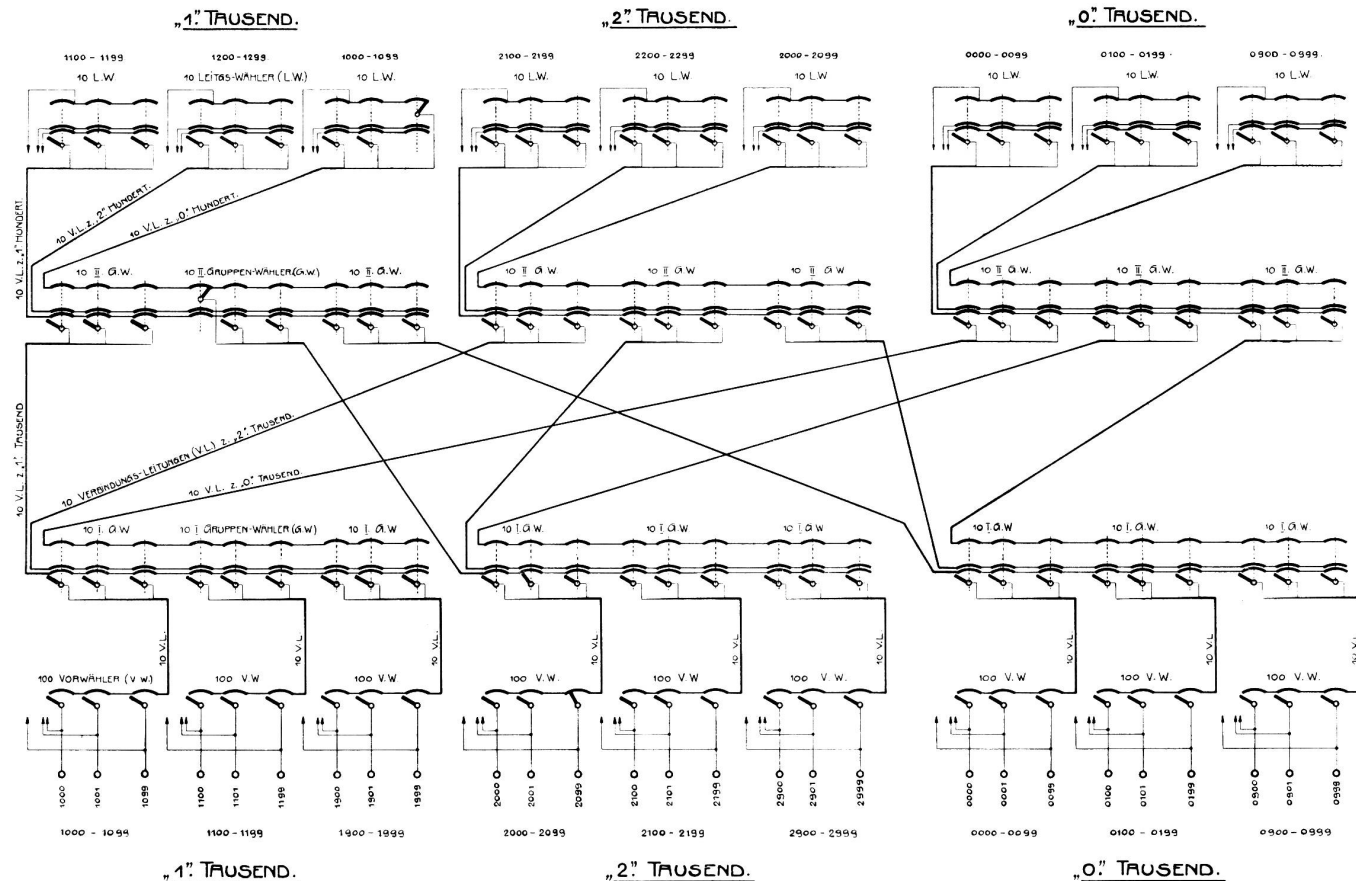 „1". TAUSEND. „2". TAUSEND. „0". TAUSEND.
1100 - 1199 1200 - 1299 1000 - 1099 2100 - 2199 2200 - 2299 2000 - 2099 0000 - 0099 0100 - 0199 0900 - 0999.
10 L.W. 10 LEITGS-WÄHLER (L.W.) 10 L.W. 10 L.W. 10 L.W. 10 L.W. 10 L.W. 10 L.W. 10 L.W.
10 V.L. z. „1". HUNDERT.
10 V.L. z. „2". HUNDERT.
10 V.L. z. „0". HUNDERT.
10 II. G.W. 10 II. GRUPPEN-WÄHLER (G.W.) 10 II. G.W. 10 II G W. 10 II G W 10 II G W 10 II G.W. 10 II G.W. 10 II. G.W.
10 V.L. z. „1". TAUSEND
10 VERBINDUNGS-LEITUNGEN (V.L.) z. „2". TAUSEND.
10 V.L. z. „0". TAUSEND.
10 I. G.W 10 I GRUPPEN-WÄHLER (G.W.) 10 I. G.W 10 I G.W. 10 I. G.W. 10 I. G.W 10 I. G.W 10 I. G.W. 10 I. G.W.
10 V.L. 10 V.L. 10 V.L. 10 V.L. 10 V.L. 10 V.L. 10 V.L. 10 V.L. 10 V.L.
100 VORWÄHLER (V W.) 100 V.W 100 V.W. 100 V.W. 100 V.W 100 V. W. 100 V.W 100 V.W. 100 V.W.
1000 1001 1099 1100 1101 1199 1900 1901 1999 2000 2001 2099 2100 2101 2199 2900 2901 2999 0000 0001 0099 0100 0101 0199 0900 0901 0999
1000 - 1099 1100 - 1199 1900 - 1999 2000 - 2099 2100 - 2199 2900 - 2999 0000 - 0099 0100 - 0199 0900 - 0999
„1". TAUSEND. „2". TAUSEND. „0". TAUSEND.